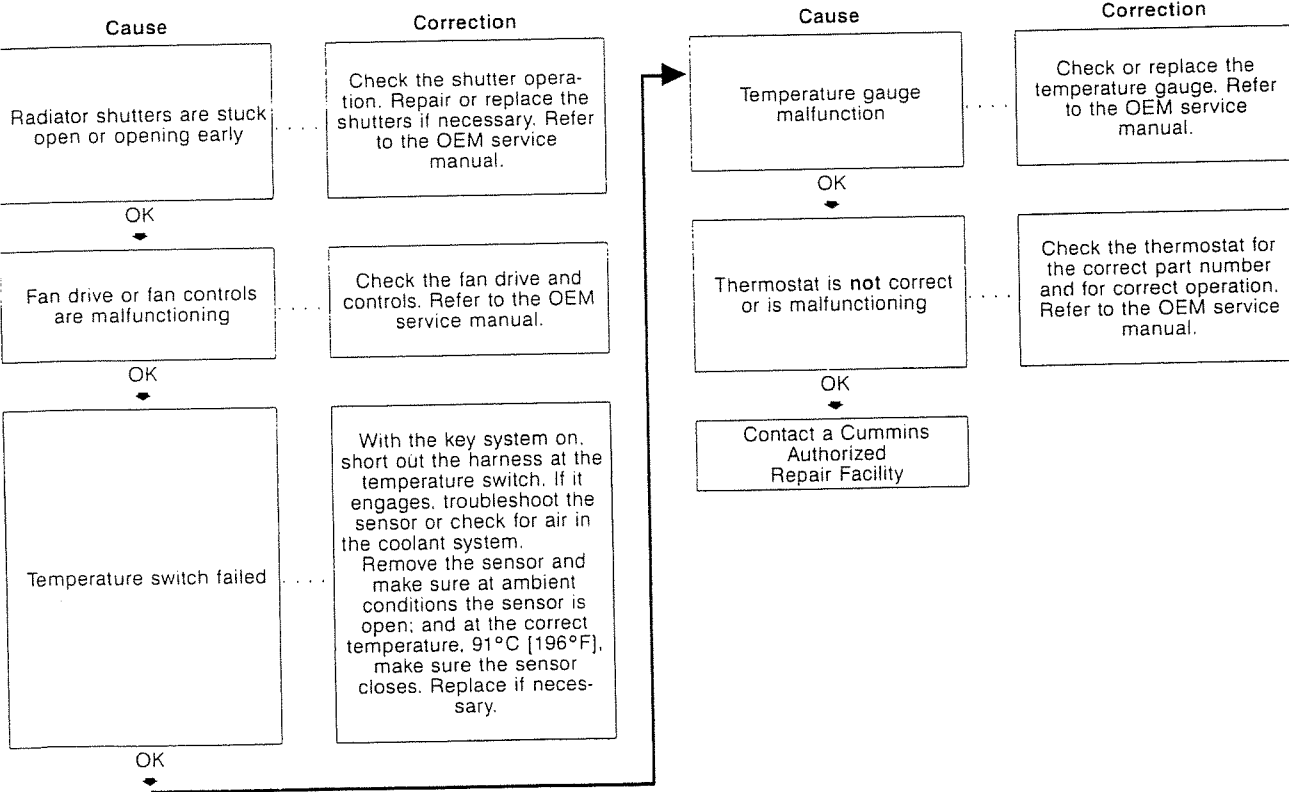 Cause
Correction
Radiator shutters are stuck
open or opening early
. . . .
Check the shutter opera-
tion. Repair or replace the
shutters if necessary. Refer
to the OEM service
manual.
OK
Fan drive or fan controls
are malfunctioning
. . . .
Check the fan drive and
controls. Refer to the OEM
service manual.
OK
Temperature switch failed
. . . .
With the key system on,
short out the harness at the
temperature switch. If it
engages, troubleshoot the
sensor or check for air in
the coolant system.
Remove the sensor and
make sure at ambient
conditions the sensor is
open; and at the correct
temperature, 91°C [196°F],
make sure the sensor
closes. Replace if neces-
sary.
OK
Cause
Correction
Temperature gauge
malfunction
. . . .
Check or replace the
temperature gauge. Refer
to the OEM service
manual.
OK
Thermostat is not correct
or is malfunctioning
. . . .
Check the thermostat for
the correct part number
and for correct operation.
Refer to the OEM service
manual.
OK
Contact a Cummins
Authorized
Repair Facility